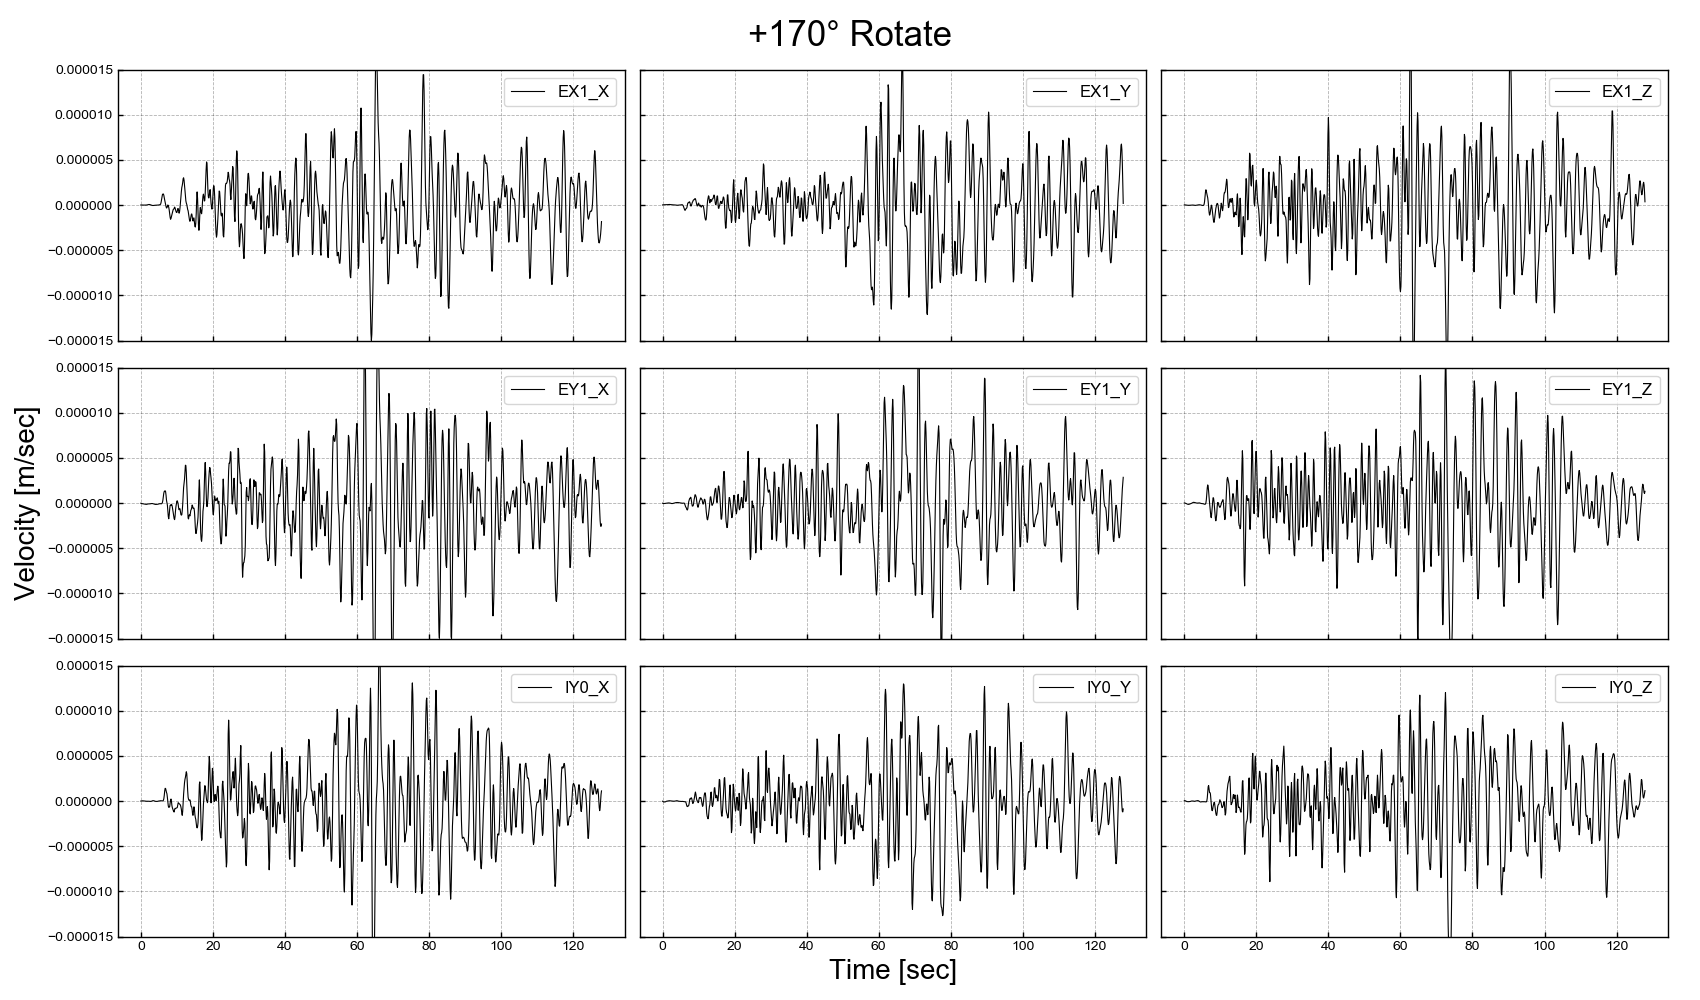 +170° Rotate
0.000015
0.000010
0.000005
0.000000
−0.000005
−0.000010
−0.000015
EX1_X
EX1_Y
EX1_Z
0.000015
0.000010
0.000005
0.000000
−0.000005
−0.000010
−0.000015
EY1_X
EY1_Y
EY1_Z
Velocity [m/sec]
0.000015
0.000010
0.000005
0.000000
−0.000005
−0.000010
−0.000015
IY0_X
IY0_Y
IY0_Z
0 20 40 60 80 100 120
0 20 40 60 80 100 120
0 20 40 60 80 100 120
Time [sec]